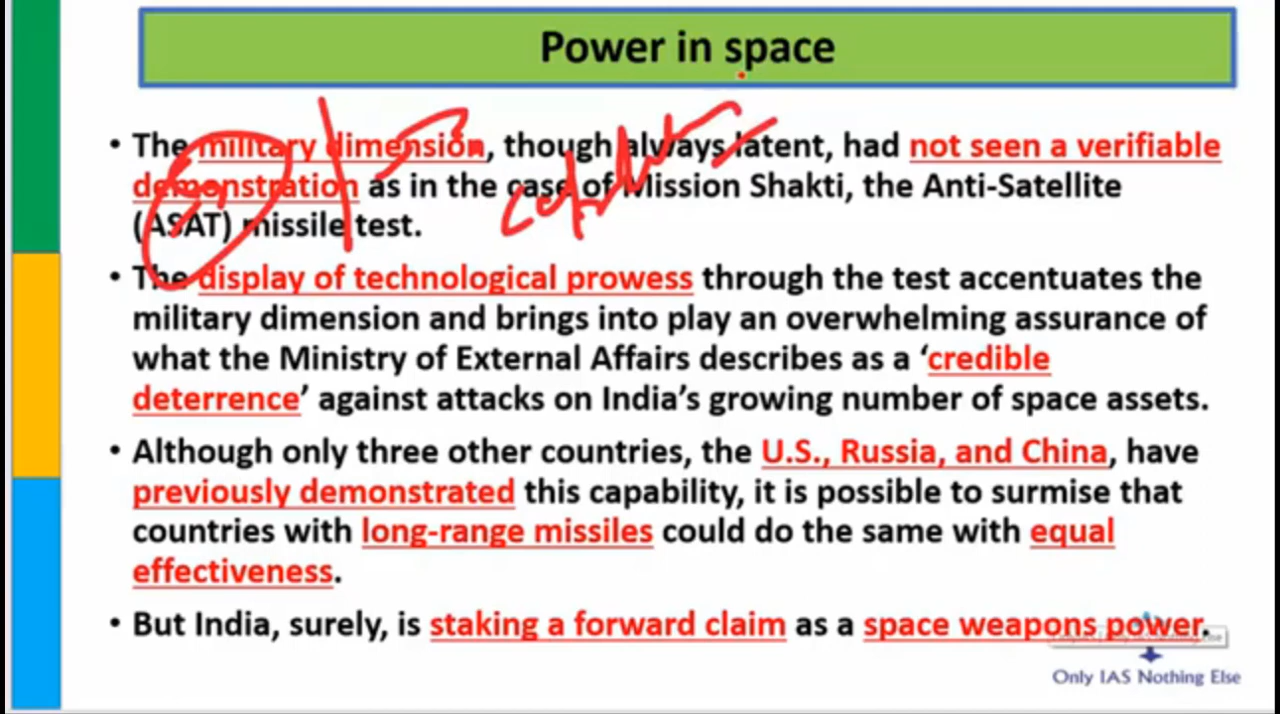 Power in space
• The military dimension, though always latent, had not seen a verifiable
demonstration as in the case of Mission Shakti, the Anti-Satellite
(ASAT) missile test.
• The display of technological prowess through the test accentuates the
military dimension and brings into play an overwhelming assurance of
what the Ministry of External Affairs describes as a ‘credible
deterrence’ against attacks on India’s growing number of space assets.
• Although only three other countries, the U.S., Russia, and China, have
previously demonstrated this capability, it is possible to surmise that
countries with long-range missiles could do the same with equal
effectiveness.
• But India, surely, is staking a forward claim as a space weapons power.
Only IAS Nothing Else